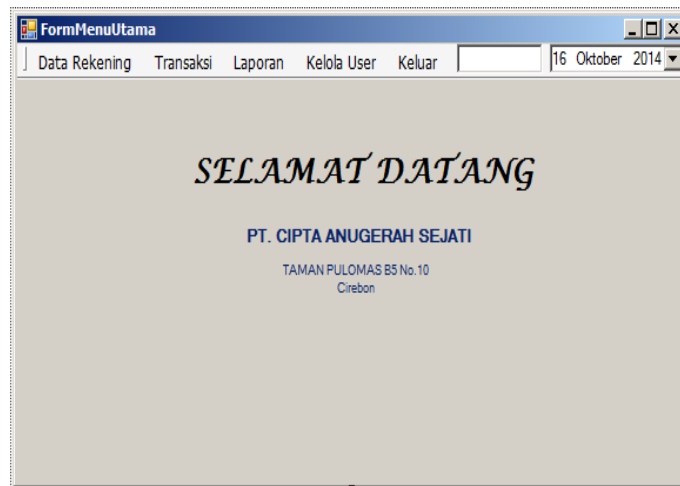 FormMenuUtama
Data Rekening Transaksi Laporan Kelola User Keluar 16 Oktober 2014
SELAMAT DATANG
PT. CIPTA ANUGERAH SEJATI
TAMAN PULOMAS B5 No.10
Cirebon